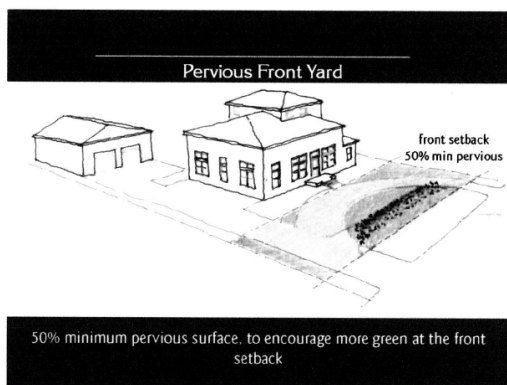 Pervious Front Yard
front setback
50% min pervious
50% minimum pervious surface, to encourage more green at the front
setback